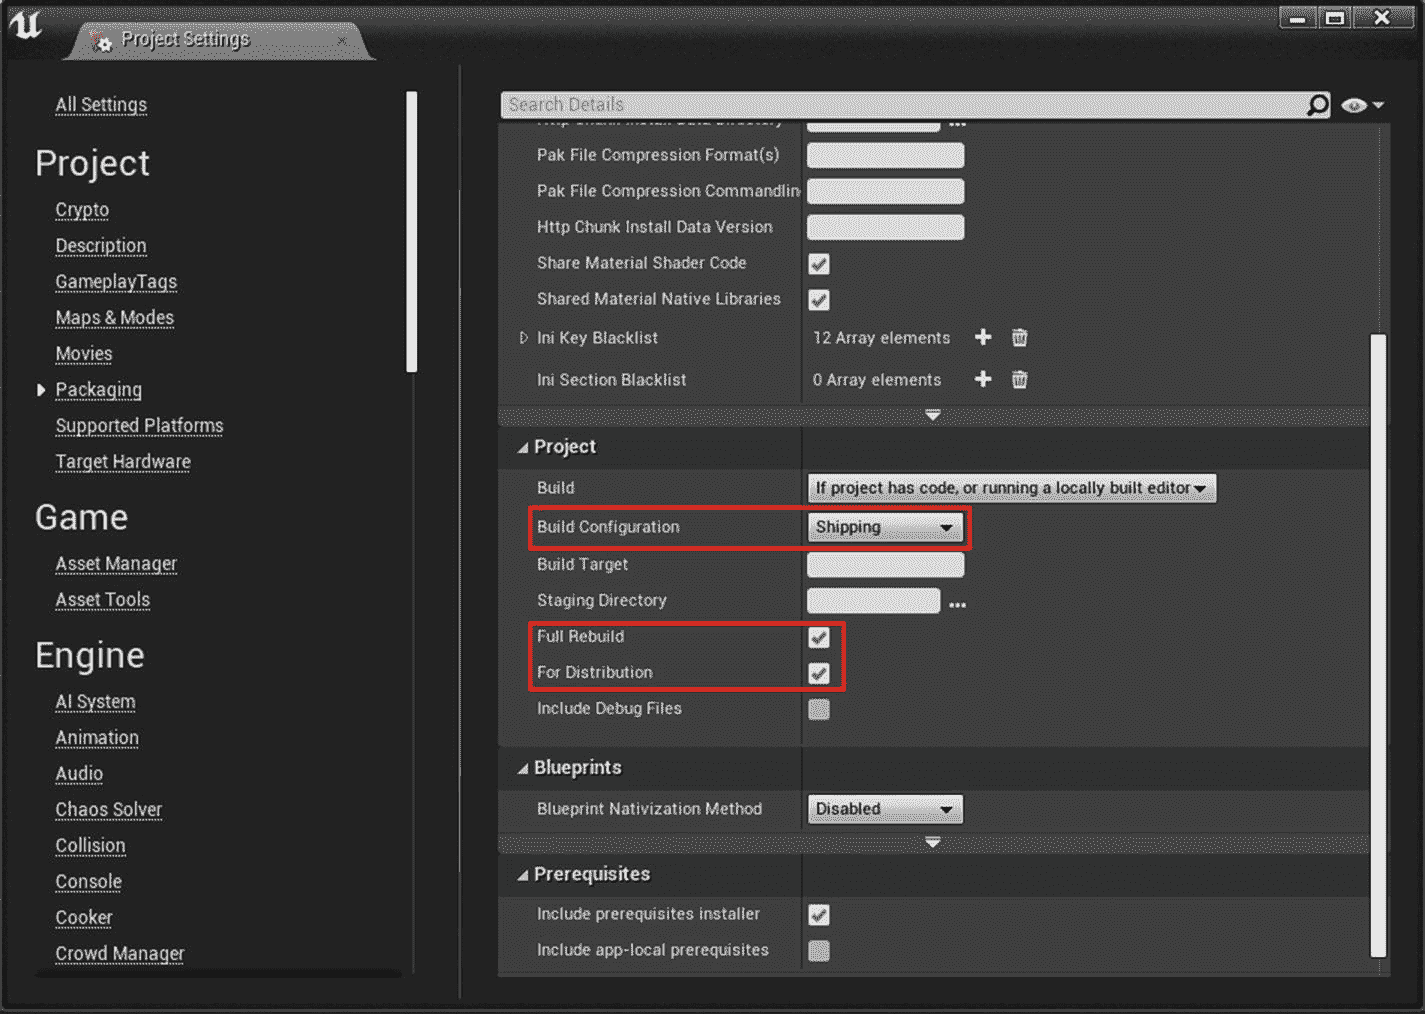 Project Settings
All Settings
Project
Crypto
Description
GameplayTags
Maps & Modes
Movies
Packaging
Supported Platforms
Target Hardware
Game
Asset Manager
Asset Tools
Engine
AI System
Animation
Audio
Chaos Solver
Collision
Console
Cooker
Crowd Manager
Search Details
Http Chunk Install Data Directory ...
Pak File Compression Format(s)
Pak File Compression Commandlin
Http Chunk Install Data Version
Share Material Shader Code
Shared Material Native Libraries
Ini Key Blacklist 12 Array elements
Ini Section Blacklist 0 Array elements
Project
Build If project has code, or running a locally built editor
Build Configuration Shipping
Build Target
Staging Directory ...
Full Rebuild
For Distribution
Include Debug Files
Blueprints
Blueprint Nativization Method Disabled
Prerequisites
Include prerequisites installer
Include app-local prerequisites